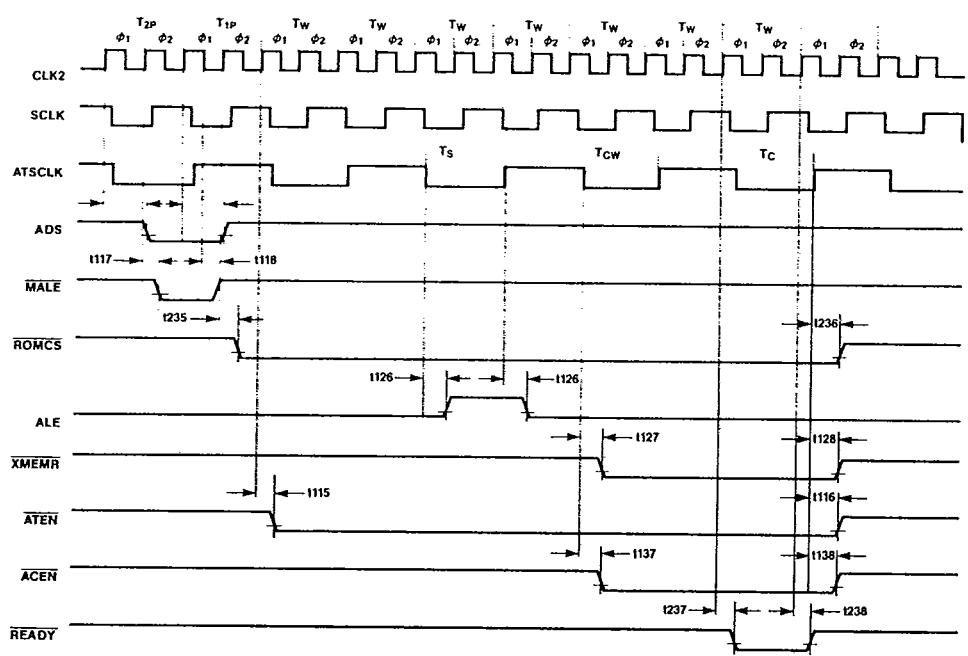 T2P T1P TW TW TW TW TW TW TW
ϕ1 ϕ2 ϕ1 ϕ2 ϕ1 ϕ2 ϕ1 ϕ2 ϕ1 ϕ2 ϕ1 ϕ2 ϕ1 ϕ2 ϕ1 ϕ2 ϕ1 ϕ2 ϕ1 ϕ2
CLK2
SCLK
TS TCW TC
ATSCLK
ADS
t117 t118
MALE
t235 t236
ROMCS
t126 t126
ALE
t127 t128
XMEMR
t115 t116
ATEN
t137 t138
ACEN
t237 t238
READY